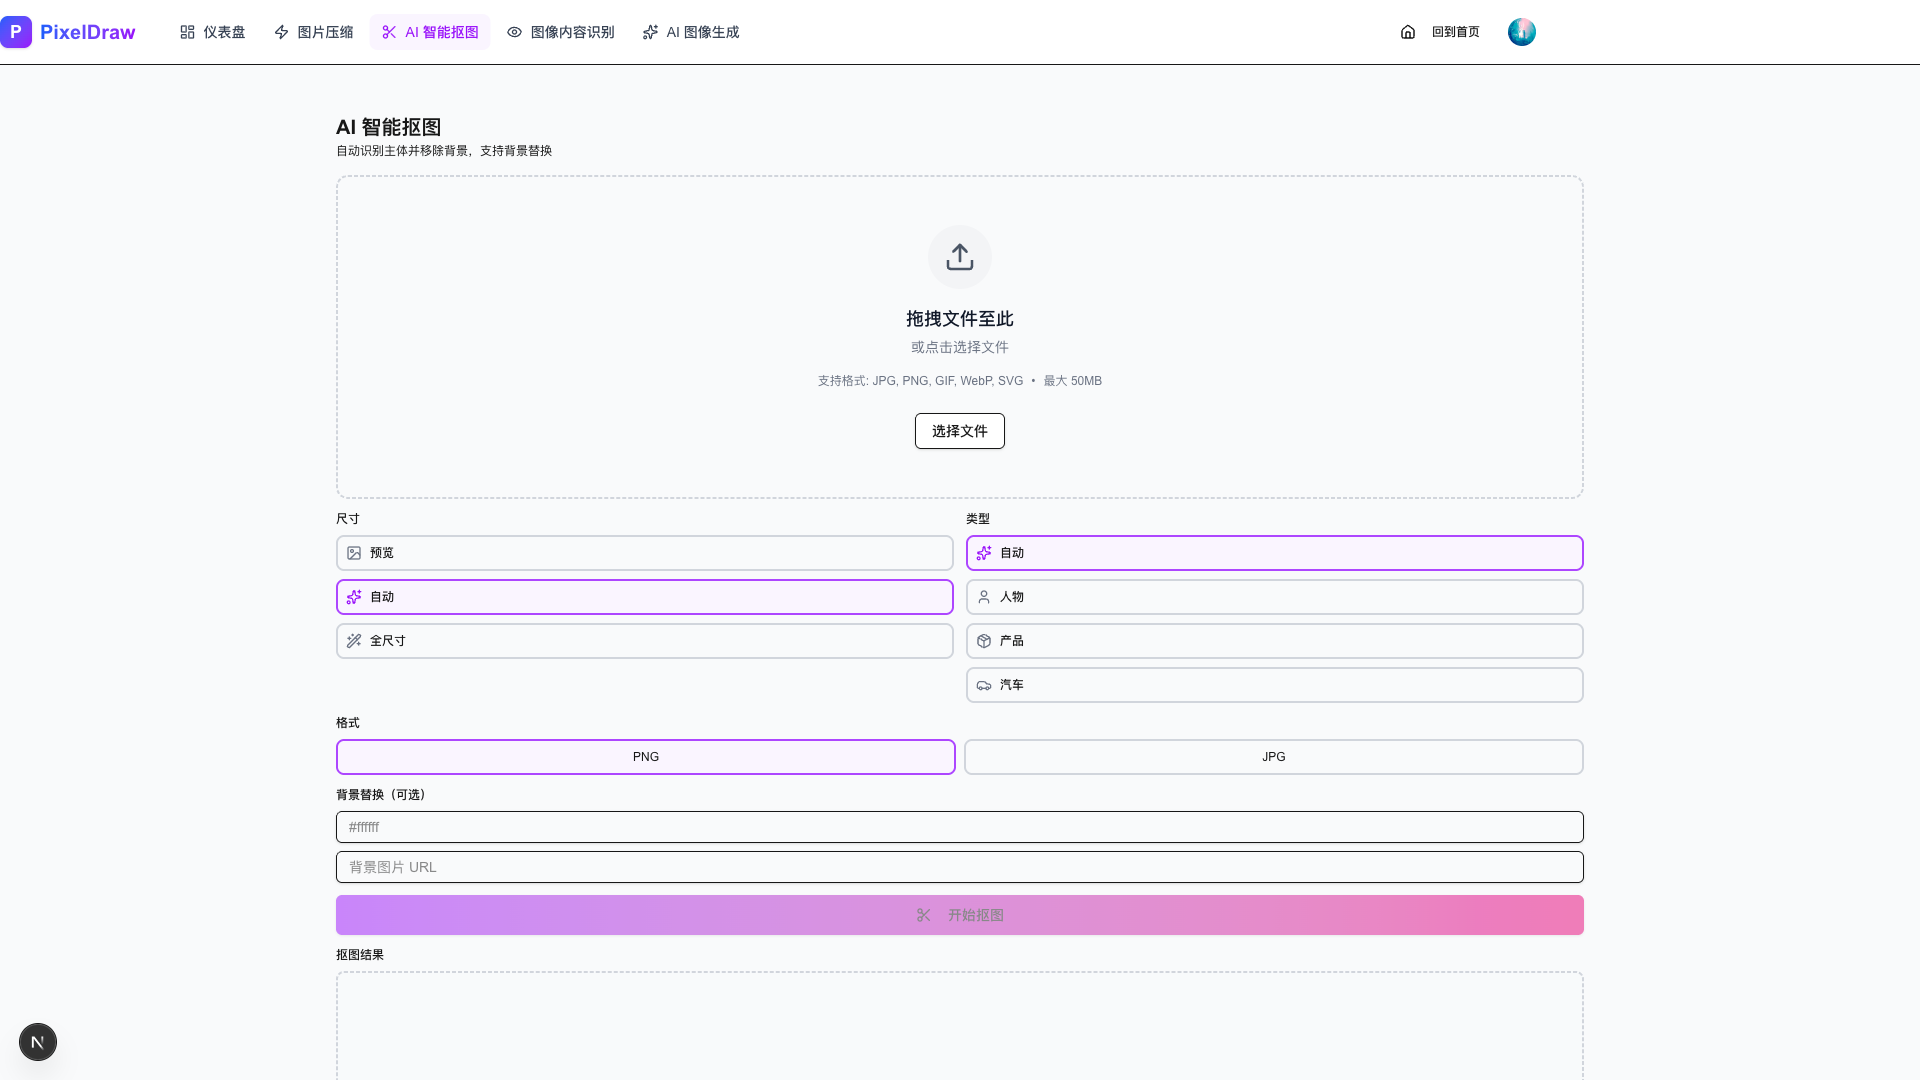 P PixelDraw 仪表盘 图片压缩 AI 智能抠图 图像内容识别 AI 图像生成 回到首页
AI 智能抠图
自动识别主体并移除背景，支持背景替换
拖拽文件至此
或点击选择文件
支持格式: JPG, PNG, GIF, WebP, SVG • 最大 50MB
选择文件
尺寸
预览
自动
全尺寸
类型
自动
人物
产品
汽车
格式
PNG JPG
背景替换（可选）
#ffffff
背景图片 URL
开始抠图
抠图结果
N